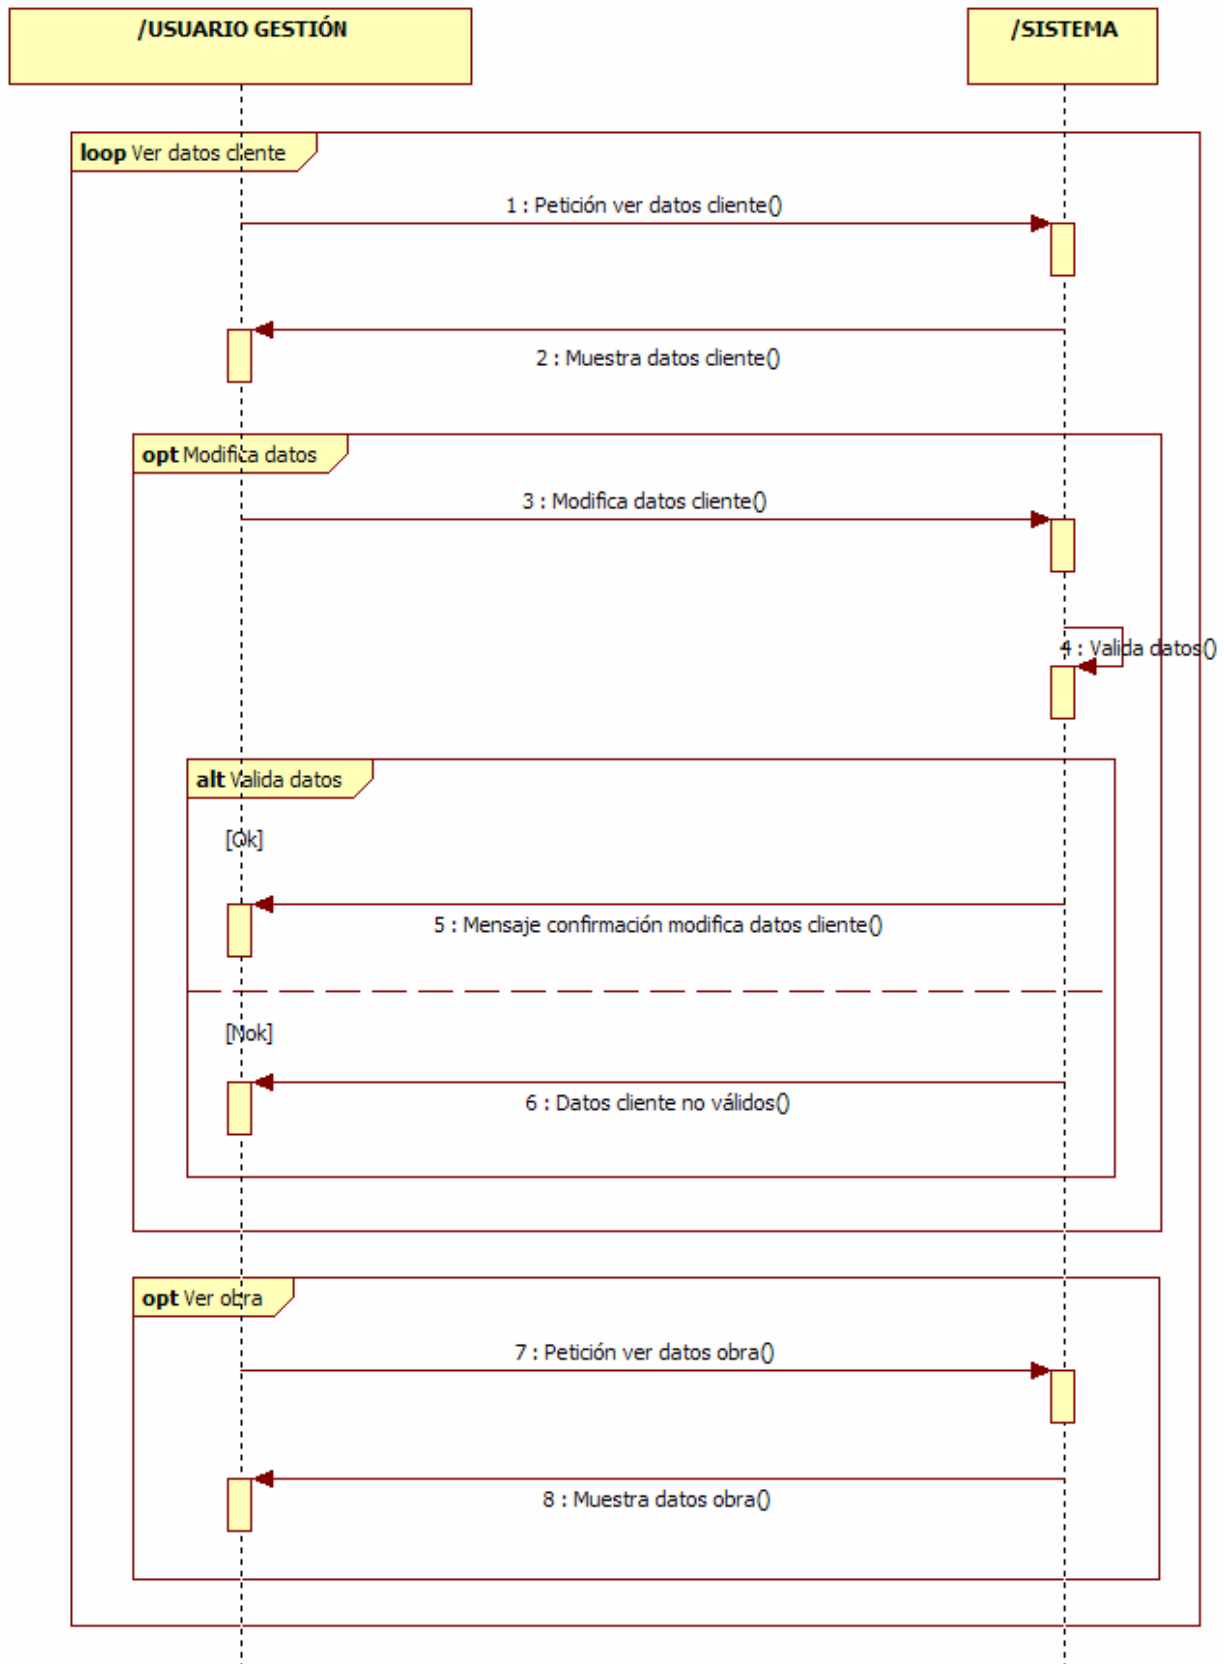 /USUARIO GESTIÓN
/SISTEMA
loop Ver datos cliente
1 : Petición ver datos cliente()
2 : Muestra datos cliente()
opt Modifica datos
3 : Modifica datos cliente()
4 : Valida datos()
alt Valida datos
[Ok]
5 : Mensaje confirmación modifica datos cliente()
[Nok]
6 : Datos cliente no válidos()
opt Ver obra
7 : Petición ver datos obra()
8 : Muestra datos obra()